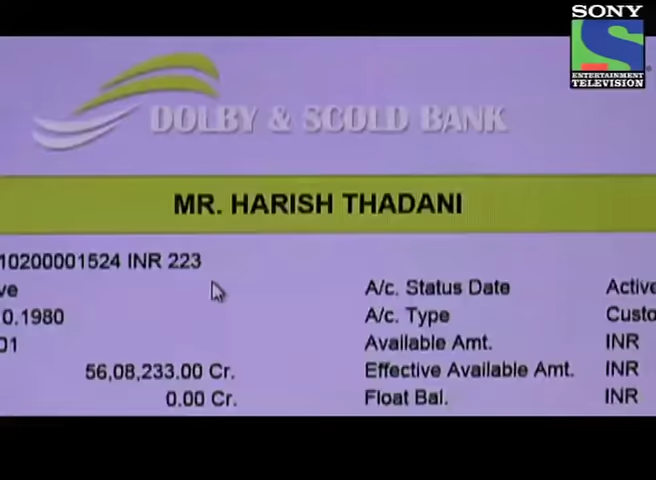 SONY
ENTERTAINMENT
TELEVISION
DOLBY & SCOLD BANK
MR. HARISH THADANI
10200001524 INR 223
ve A/c. Status Date Active
0.1980 A/c. Type Custo
01 Available Amt. INR
56,08,233.00 Cr. Effective Available Amt. INR
0.00 Cr. Float Bal. INR